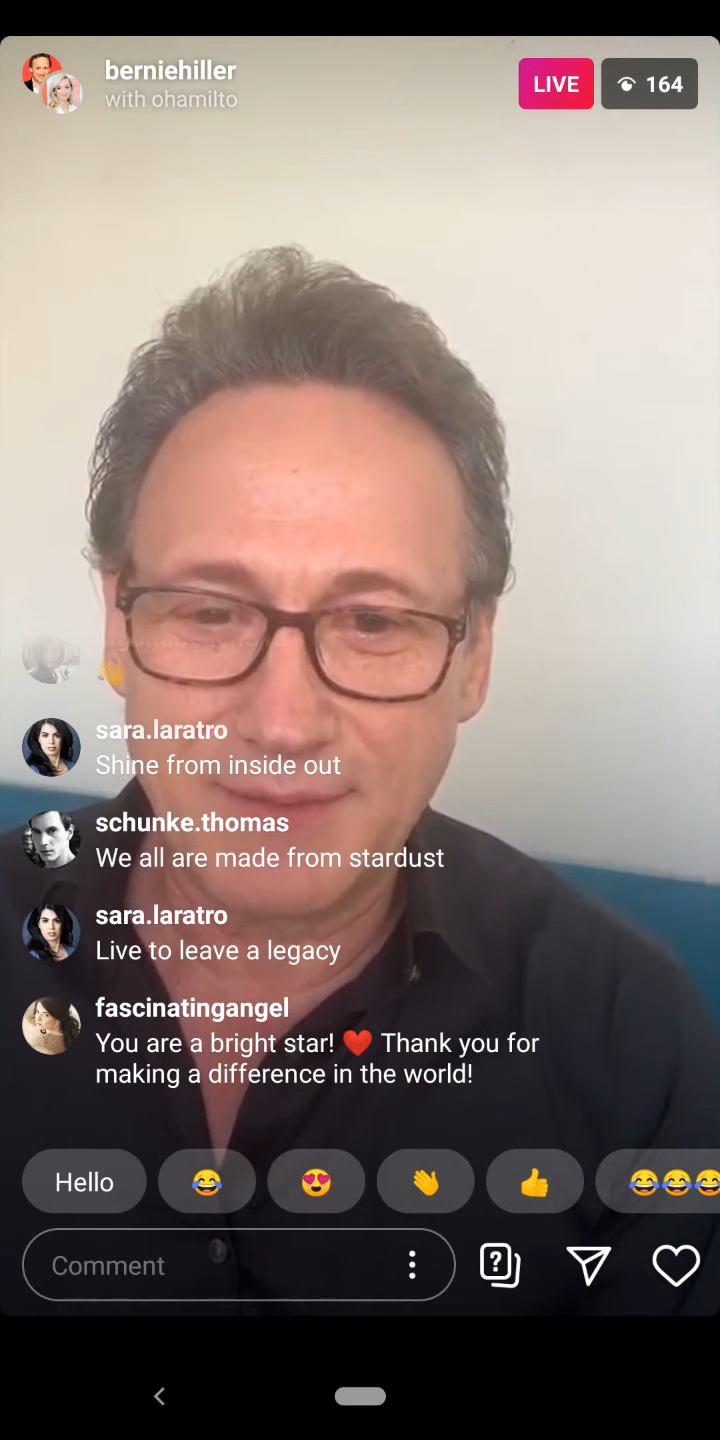 berniehiller
with ohamilto
LIVE
164
👋
sara.laratro
Shine from inside out
schunke.thomas
We all are made from stardust
sara.laratro
Live to leave a legacy
fascinatingangel
You are a bright star! ❤️ Thank you for
making a difference in the world!
Hello 😂 😍 👋 👍 😂😂😂
Comment